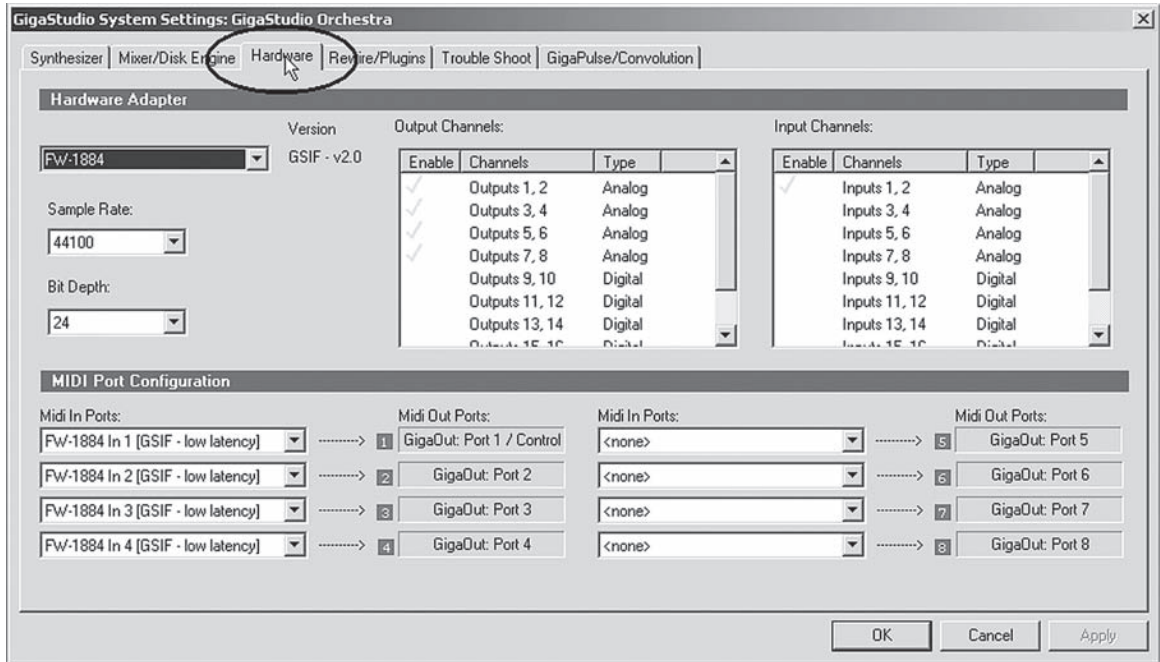 GigaStudio System Settings: GigaStudio Orchestra
Synthesizer Mixer/Disk Engine Hardware Rewire/Plugins Trouble Shoot GigaPulse/Convolution
Hardware Adapter
Version Output Channels: Input Channels:
FW-1884 GSIF - v2.0
Enable Channels Type Enable Channels Type
Outputs 1, 2 Analog Inputs 1, 2 Analog
Sample Rate: Outputs 3, 4 Analog Inputs 3, 4 Analog
44100 Outputs 5, 6 Analog Inputs 5, 6 Analog
Outputs 7, 8 Analog Inputs 7, 8 Analog
Bit Depth: Outputs 9, 10 Digital Inputs 9, 10 Digital
Outputs 11, 12 Digital Inputs 11, 12 Digital
24 Outputs 13, 14 Digital Inputs 13, 14 Digital
MIDI Port Configuration
Midi In Ports: Midi Out Ports: Midi In Ports: Midi Out Ports:
FW-1884 In 1 [GSIF - low latency] ---------> 1 GigaOut: Port 1 / Control <none> ---------> 5 GigaOut: Port 5
FW-1884 In 2 [GSIF - low latency] ---------> 2 GigaOut: Port 2 <none> ---------> 6 GigaOut: Port 6
FW-1884 In 3 [GSIF - low latency] ---------> 3 GigaOut: Port 3 <none> ---------> 7 GigaOut: Port 7
FW-1884 In 4 [GSIF - low latency] ---------> 4 GigaOut: Port 4 <none> ---------> 8 GigaOut: Port 8
OK Cancel Apply